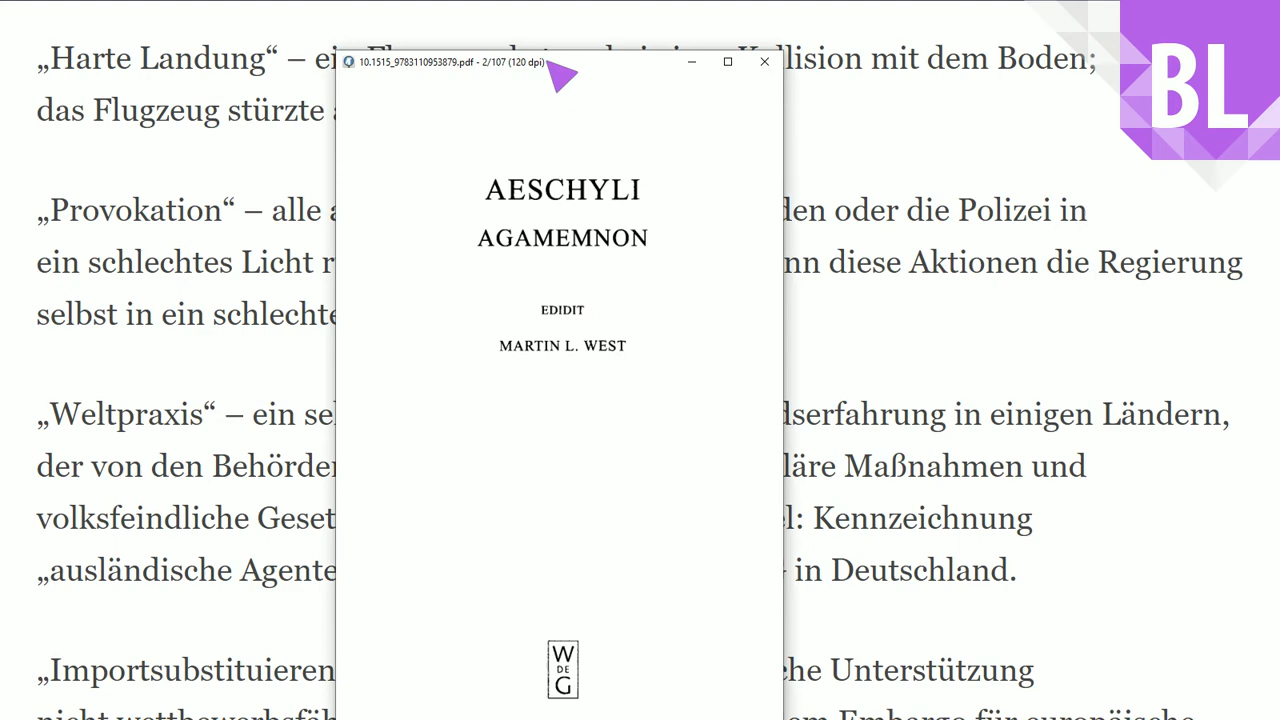 „Harte Landung“ – ei
llision mit dem Boden;
das Flugzeug stürzte
„Provokation“ – alle
den oder die Polizei in
ein schlechtes Licht
nn diese Aktionen die Regierung
selbst in ein schlechte
„Weltpraxis“ – ein sel
dserfahrung in einigen Ländern,
der von den Behörden
läre Maßnahmen und
volksfeindliche Geset
l: Kennzeichnung
„ausländische Agente
in Deutschland.
„Importsubstituieren
che Unterstützung
10.1515_9783110953879.pdf - 2/107 (120 dpi)
AESCHYLI
AGAMEMNON
EDIDIT
MARTIN L. WEST
W
DE
G
BL